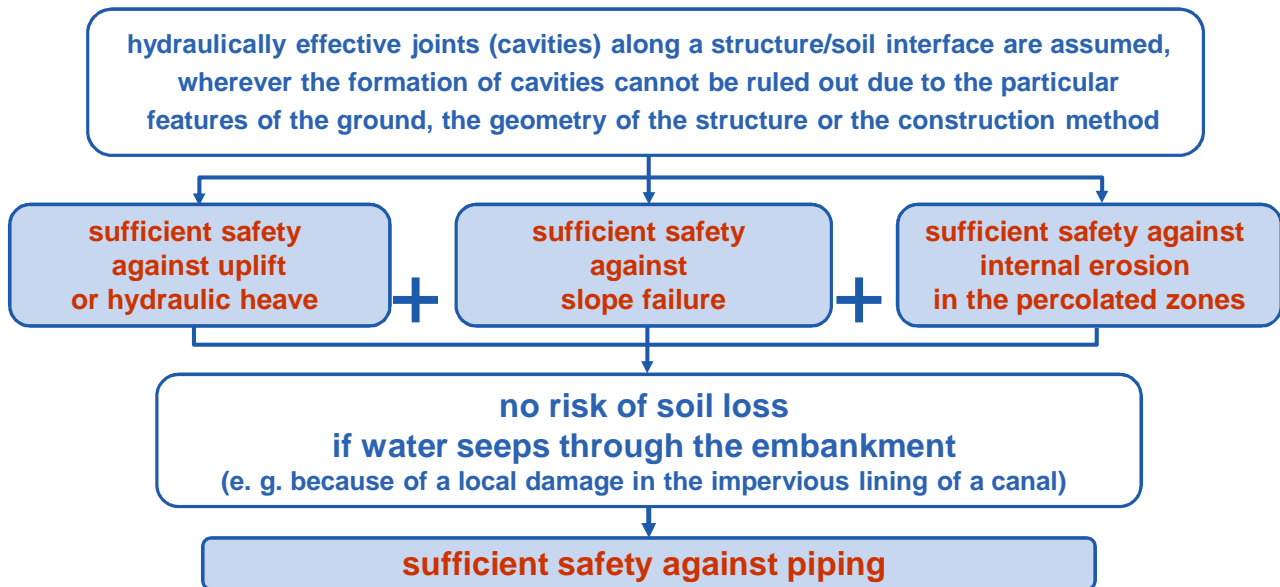 hydraulically effective joints (cavities) along a structure/soil interface are assumed,
wherever the formation of cavities cannot be ruled out due to the particular
features of the ground, the geometry of the structure or the construction method
sufficient safety
against uplift
or hydraulic heave
+
sufficient safety
against
slope failure
+
sufficient safety against
internal erosion
in the percolated zones
no risk of soil loss
if water seeps through the embankment
(e. g. because of a local damage in the impervious lining of a canal)
sufficient safety against piping